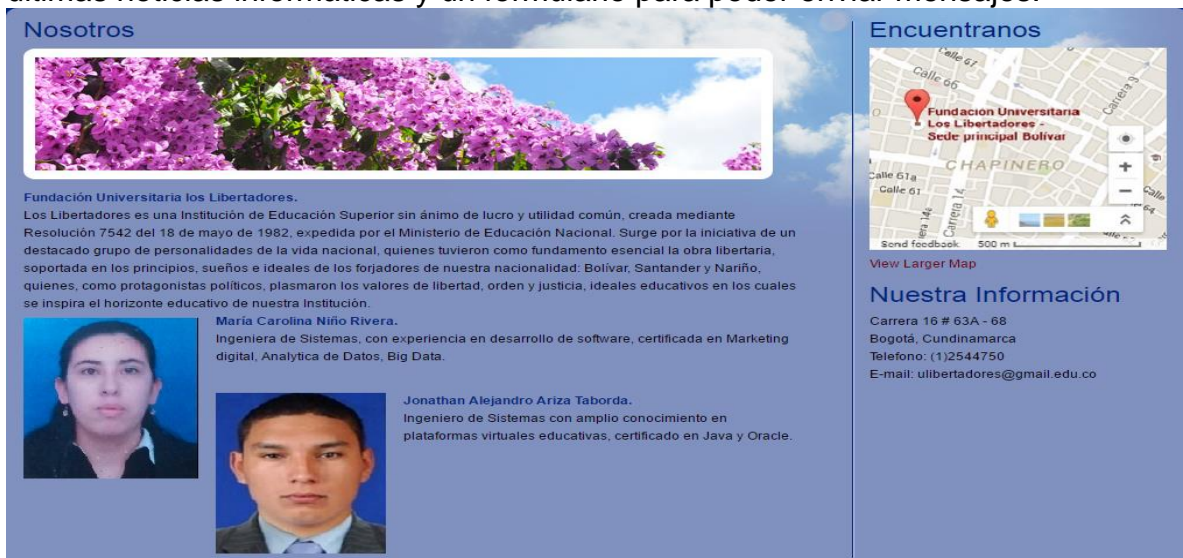 últimas noticias informáticas y un formulario para poder enviar mensajes.
Nosotros
Fundación Universitaria los Libertadores.
Los Libertadores es una Institución de Educación Superior sin ánimo de lucro y utilidad común, creada mediante
Resolución 7542 del 18 de mayo de 1982, expedida por el Ministerio de Educación Nacional. Surge por la iniciativa de un
destacado grupo de personalidades de la vida nacional, quienes tuvieron como fundamento esencial la obra libertaria,
soportada en los principios, sueños e ideales de los forjadores de nuestra nacionalidad: Bolívar, Santander y Nariño,
quienes, como protagonistas políticos, plasmaron los valores de libertad, orden y justicia, ideales educativos en los cuales
se inspira el horizonte educativo de nuestra Institución.
María Carolina Niño Rivera.
Ingeniera de Sistemas, con experiencia en desarrollo de software, certificada en Marketing
digital, Analytica de Datos, Big Data.
Jonathan Alejandro Ariza Taborda.
Ingeniero de Sistemas con amplio conocimiento en
plataformas virtuales educativas, certificado en Java y Oracle.
Encuentranos
Calle 67
Calle 66
Carrera 9
Fundación Universitaria
Los Libertadores -
Sede principal Bolívar
CHAPINERO
Calle 61a
Calle 61
Carrera 14
Send feedback 500 m
View Larger Map
Nuestra Información
Carrera 16 # 63A - 68
Bogotá, Cundinamarca
Telefono: (1)2544750
E-mail: ulibertadores@gmail.edu.co